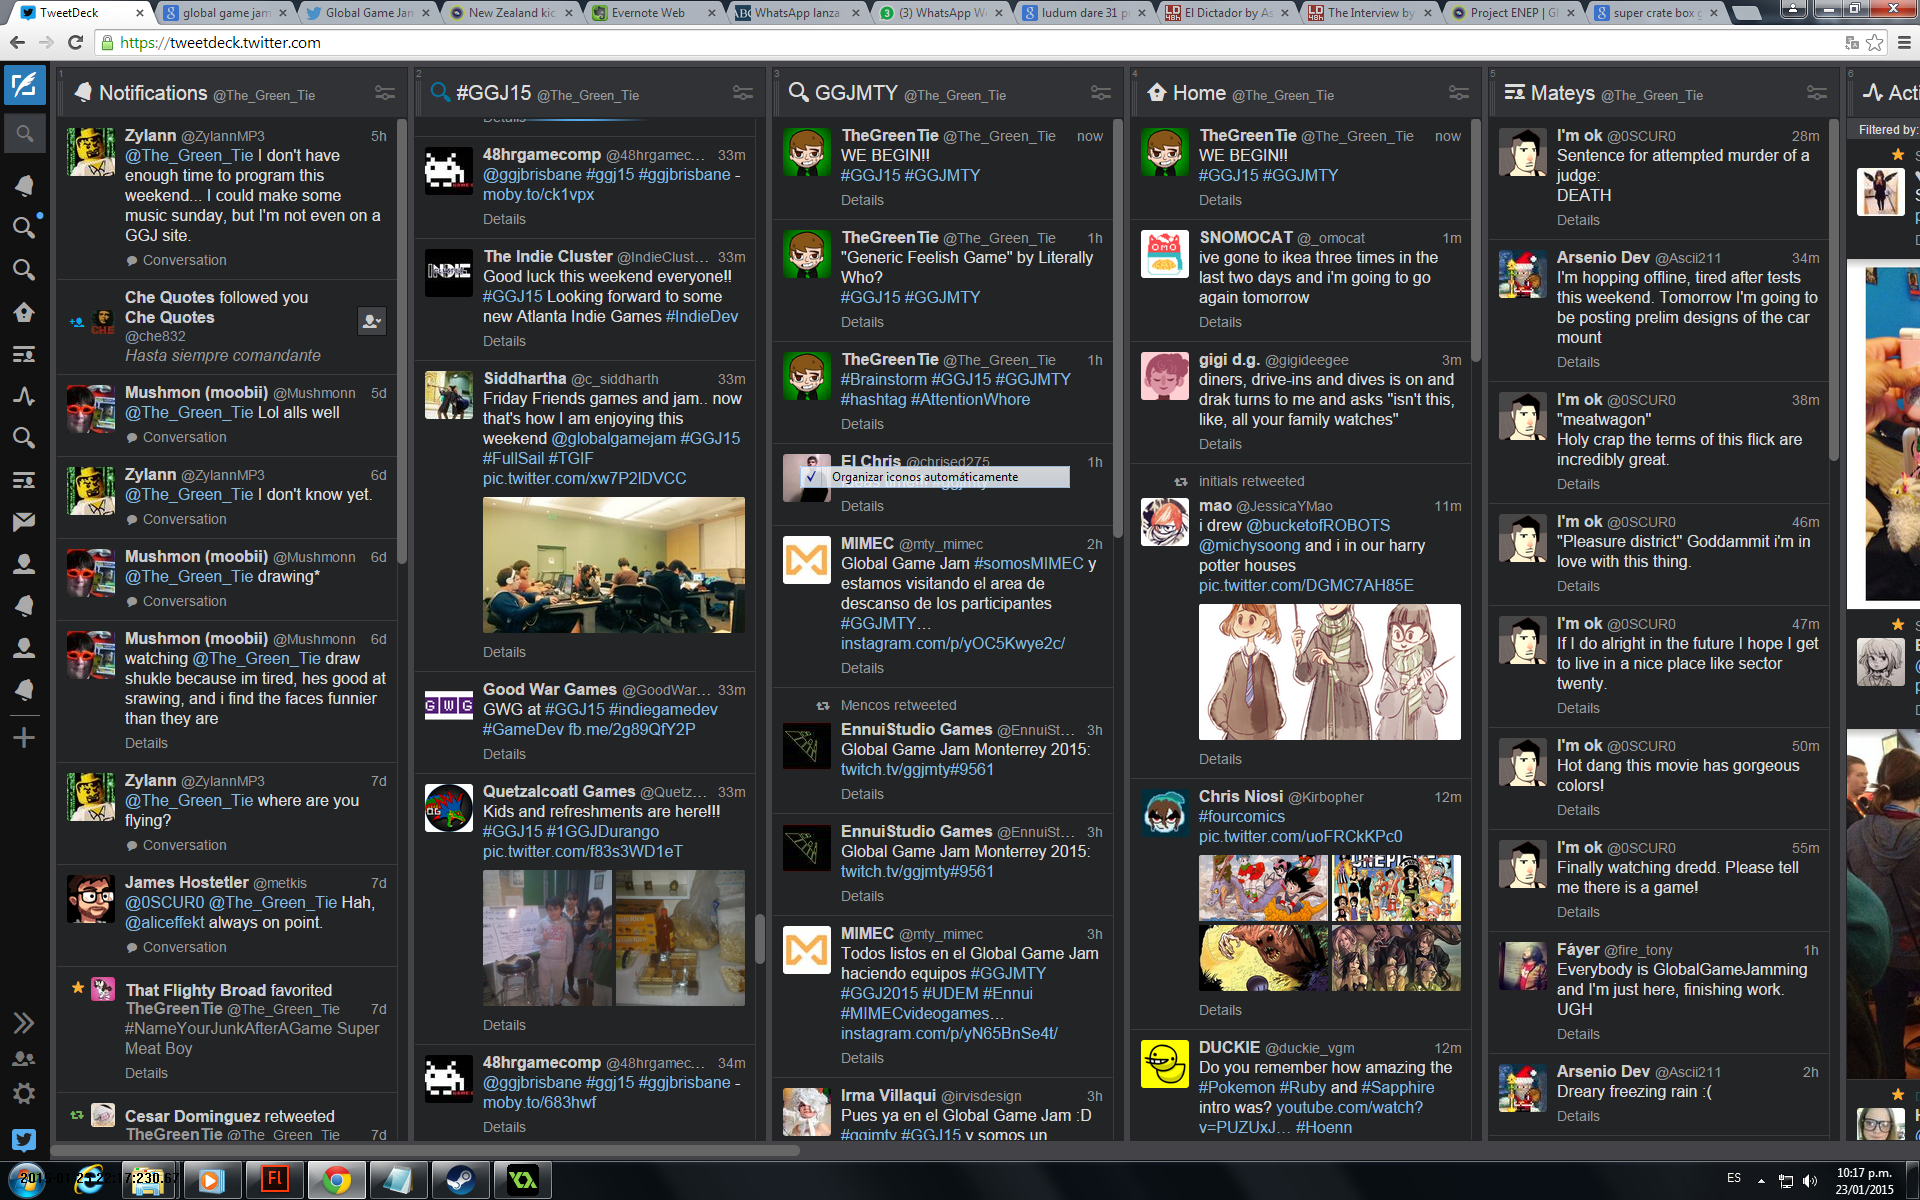 TweetDeck
global game jam
Global Game Jam
New Zealand kic
Evernote Web
WhatsApp lanza
(3) WhatsApp W
ludum dare 31 p
El Dictador by As
The Interview by
Project ENEP | Gl
super crate box g
https://tweetdeck.twitter.com
1
Notifications @The_Green_Tie
Zylann @ZylannMP3 5h
@The_Green_Tie I don't have
enough time to program this
weekend... I could make some
music sunday, but I'm not even on a
GGJ site.
Conversation
Che Quotes followed you
Che Quotes
@che832
Hasta siempre comandante
Mushmon (moobii) @Mushmonn 5d
@The_Green_Tie Lol alls well
Conversation
Zylann @ZylannMP3 6d
@The_Green_Tie I don't know yet.
Conversation
Mushmon (moobii) @Mushmonn 6d
@The_Green_Tie drawing*
Conversation
Mushmon (moobii) @Mushmonn 6d
watching @The_Green_Tie draw
shukle because im tired, hes good at
srawing, and i find the faces funnier
than they are
Details
Zylann @ZylannMP3 7d
@The_Green_Tie where are you
flying?
Conversation
James Hostetler @metkis 7d
@0SCUR0 @The_Green_Tie Hah,
@aliceffekt always on point.
Conversation
That Flighty Broad favorited
TheGreenTie @The_Green_Tie 7d
#NameYourJunkAfterAGame Super
Meat Boy
Details
Cesar Dominguez retweeted
TheGreenTie @The_Green_Tie 7d
2
#GGJ15 @The_Green_Tie
Details
48hrgamecomp @48hrgamec... 33m
@ggjbrisbane #ggj15 #ggjbrisbane -
moby.to/ck1vpx
Details
The Indie Cluster @IndieClust... 33m
Good luck this weekend everyone!!
#GGJ15 Looking forward to some
new Atlanta Indie Games #IndieDev
Details
Siddhartha @c_siddharth 33m
Friday Friends games and jam.. now
that's how I am enjoying this
weekend @globalgamejam #GGJ15
#FullSail #TGIF
pic.twitter.com/xw7P2lDVCC
Details
Good War Games @GoodWar... 33m
GWG at #GGJ15 #indiegamedev
#GameDev fb.me/2g89QfY2P
Details
Quetzalcoatl Games @Quetz... 33m
Kids and refreshments are here!!!
#GGJ15 #1GGJDurango
pic.twitter.com/f83s3WD1eT
Details
48hrgamecomp @48hrgamec... 34m
@ggjbrisbane #ggj15 #ggjbrisbane -
moby.to/683hwf
Details
3
GGJMTY @The_Green_Tie
TheGreenTie @The_Green_Tie now
WE BEGIN!!
#GGJ15 #GGJMTY
Details
TheGreenTie @The_Green_Tie 1h
"Generic Feelish Game" by Literally
Who?
#GGJ15 #GGJMTY
Details
TheGreenTie @The_Green_Tie 1h
#Brainstorm #GGJ15 #GGJMTY
#hashtag #AttentionWhore
Details
El Chris @chrised275 1h
Organizar iconos automáticamente
Details
MIMEC @mty_mimec 2h
Global Game Jam #somosMIMEC y
estamos visitando el area de
descanso de los participantes
#GGJMTY...
instagram.com/p/yOC5Kwye2c/
Details
Mencos retweeted
EnnuiStudio Games @EnnuiSt... 3h
Global Game Jam Monterrey 2015:
twitch.tv/ggjmty#9561
Details
EnnuiStudio Games @EnnuiSt... 3h
Global Game Jam Monterrey 2015:
twitch.tv/ggjmty#9561
Details
MIMEC @mty_mimec 3h
Todos listos en el Global Game Jam
haciendo equipos #GGJMTY
#GGJ2015 #UDEM #Ennui
#MIMECvideogames...
instagram.com/p/yN65BnSe4t/
Details
Irma Villaqui @irvisdesign 3h
Pues ya en el Global Game Jam :D
#ggjmty #GGJ15 y somos un
4
Home @The_Green_Tie
TheGreenTie @The_Green_Tie now
WE BEGIN!!
#GGJ15 #GGJMTY
Details
SNOMOCAT @_omocat 1m
ive gone to ikea three times in the
last two days and i'm going to go
again tomorrow
Details
gigi d.g. @gigideegee 3m
diners, drive-ins and dives is on and
drak turns to me and asks "isn't this,
like, all your family watches"
Details
initials retweeted
mao @JessicaYMao 11m
i drew @bucketofROBOTS
@michysoong and i in our harry
potter houses
pic.twitter.com/DGMC7AH85E
Details
Chris Niosi @Kirbopher 12m
#fourcomics
pic.twitter.com/uoFRCkKPc0
Details
DUCKIE @duckie_vgm 12m
Do you remember how amazing the
#Pokemon #Ruby and #Sapphire
intro was? youtube.com/watch?
v=PUZUxJ... #Hoenn
5
Mateys @The_Green_Tie
I'm ok @0SCUR0 28m
Sentence for attempted murder of a
judge:
DEATH
Details
Arsenio Dev @Ascii211 34m
I'm hopping offline, tired after tests
this weekend. Tomorrow I'm going to
be posting prelim designs of the car
mount
Details
I'm ok @0SCUR0 38m
"meatwagon"
Holy crap the terms of this flick are
incredibly great.
Details
I'm ok @0SCUR0 46m
"Pleasure district" Goddammit i'm in
love with this thing.
Details
I'm ok @0SCUR0 47m
If I do alright in the future I hope I get
to live in a nice place like sector
twenty.
Details
I'm ok @0SCUR0 50m
Hot dang this movie has gorgeous
colors!
Details
I'm ok @0SCUR0 55m
Finally watching dredd. Please tell
me there is a game!
Details
Fáyer @fire_tony 1h
Everybody is GlobalGameJamming
and I'm just here, finishing work.
UGH
Details
Arsenio Dev @Ascii211 2h
Dreary freezing rain :(
Details
6
Acti
Filtered by:
ES
10:17 p.m.
23/01/2015